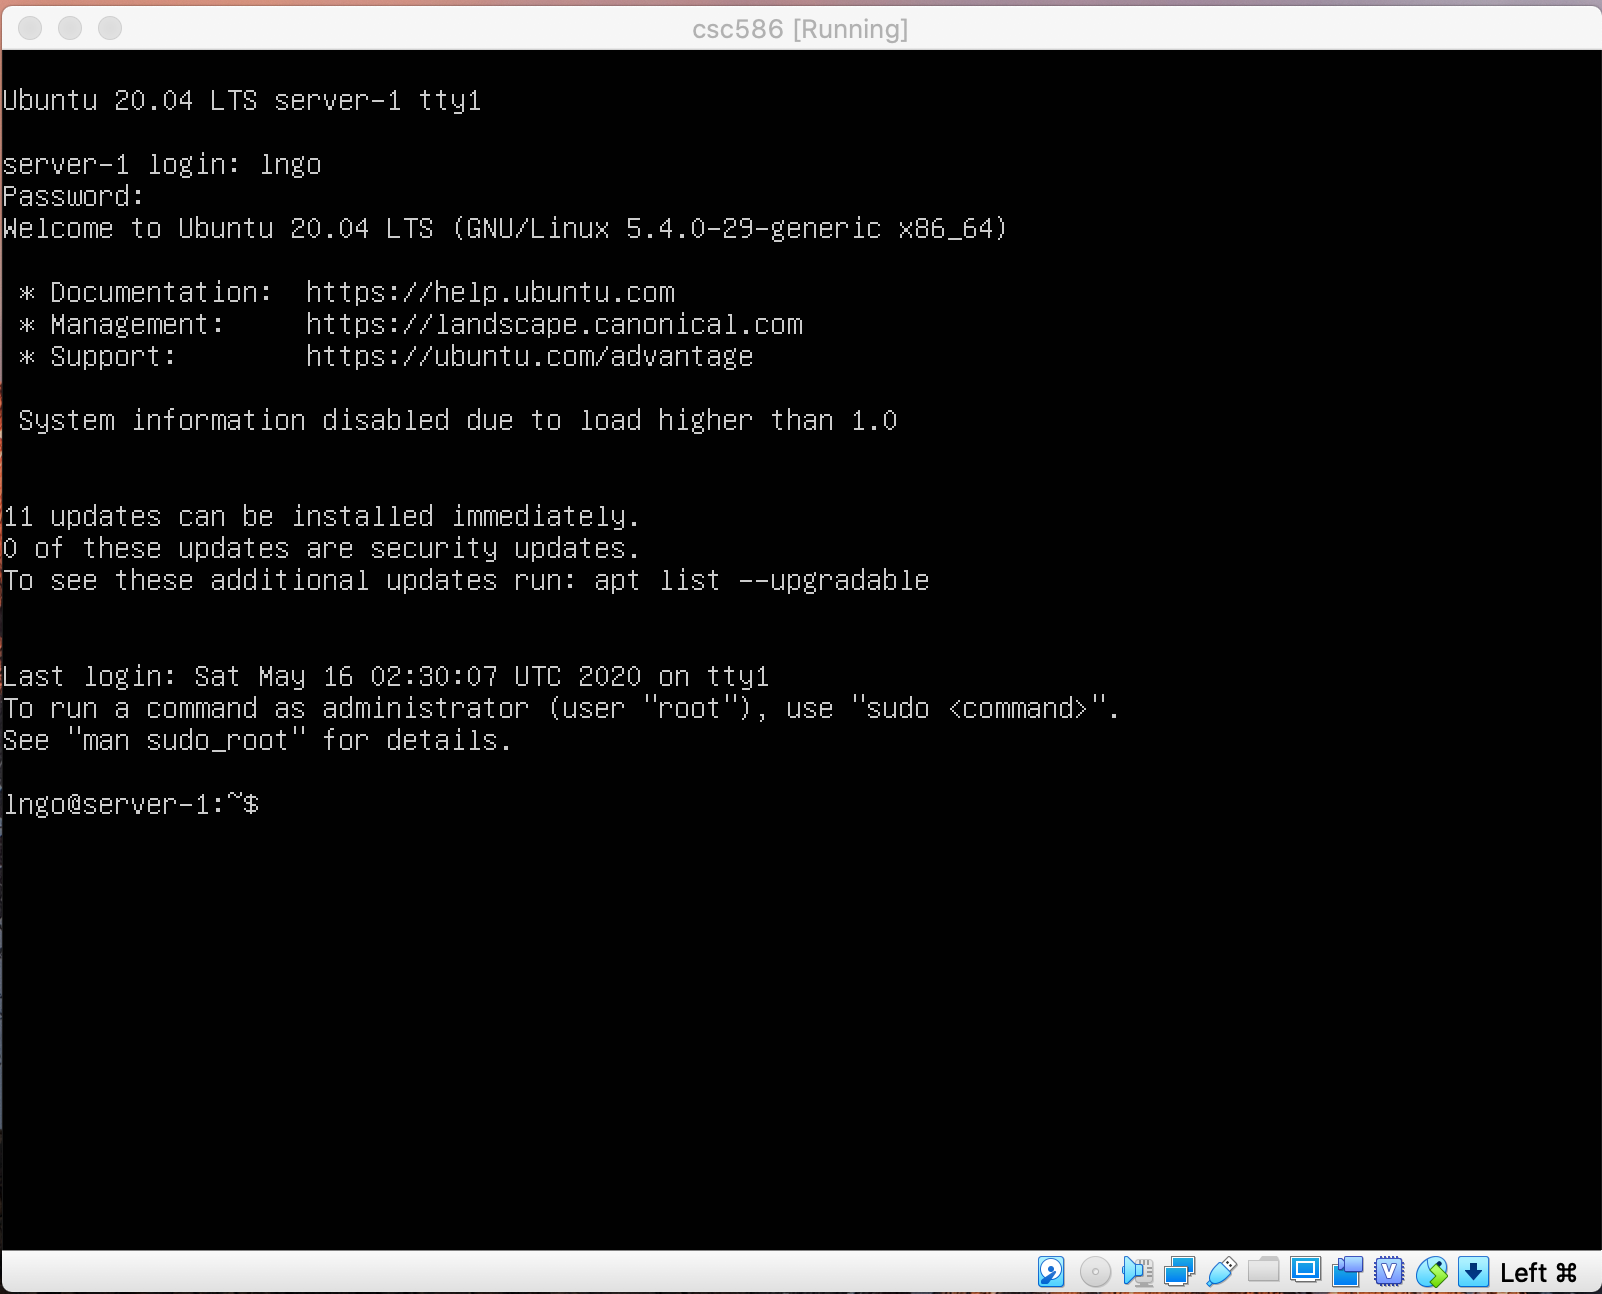 csc586 [Running]
Ubuntu 20.04 LTS server-1 tty1
server-1 login: lngo
Password:
Welcome to Ubuntu 20.04 LTS (GNU/Linux 5.4.0-29-generic x86_64)
 * Documentation:  https://help.ubuntu.com
 * Management:     https://landscape.canonical.com
 * Support:        https://ubuntu.com/advantage
 System information disabled due to load higher than 1.0
11 updates can be installed immediately.
0 of these updates are security updates.
To see these additional updates run: apt list --upgradable
Last login: Sat May 16 02:30:07 UTC 2020 on tty1
To run a command as administrator (user "root"), use "sudo <command>".
See "man sudo_root" for details.
lngo@server-1:~$
Left ⌘